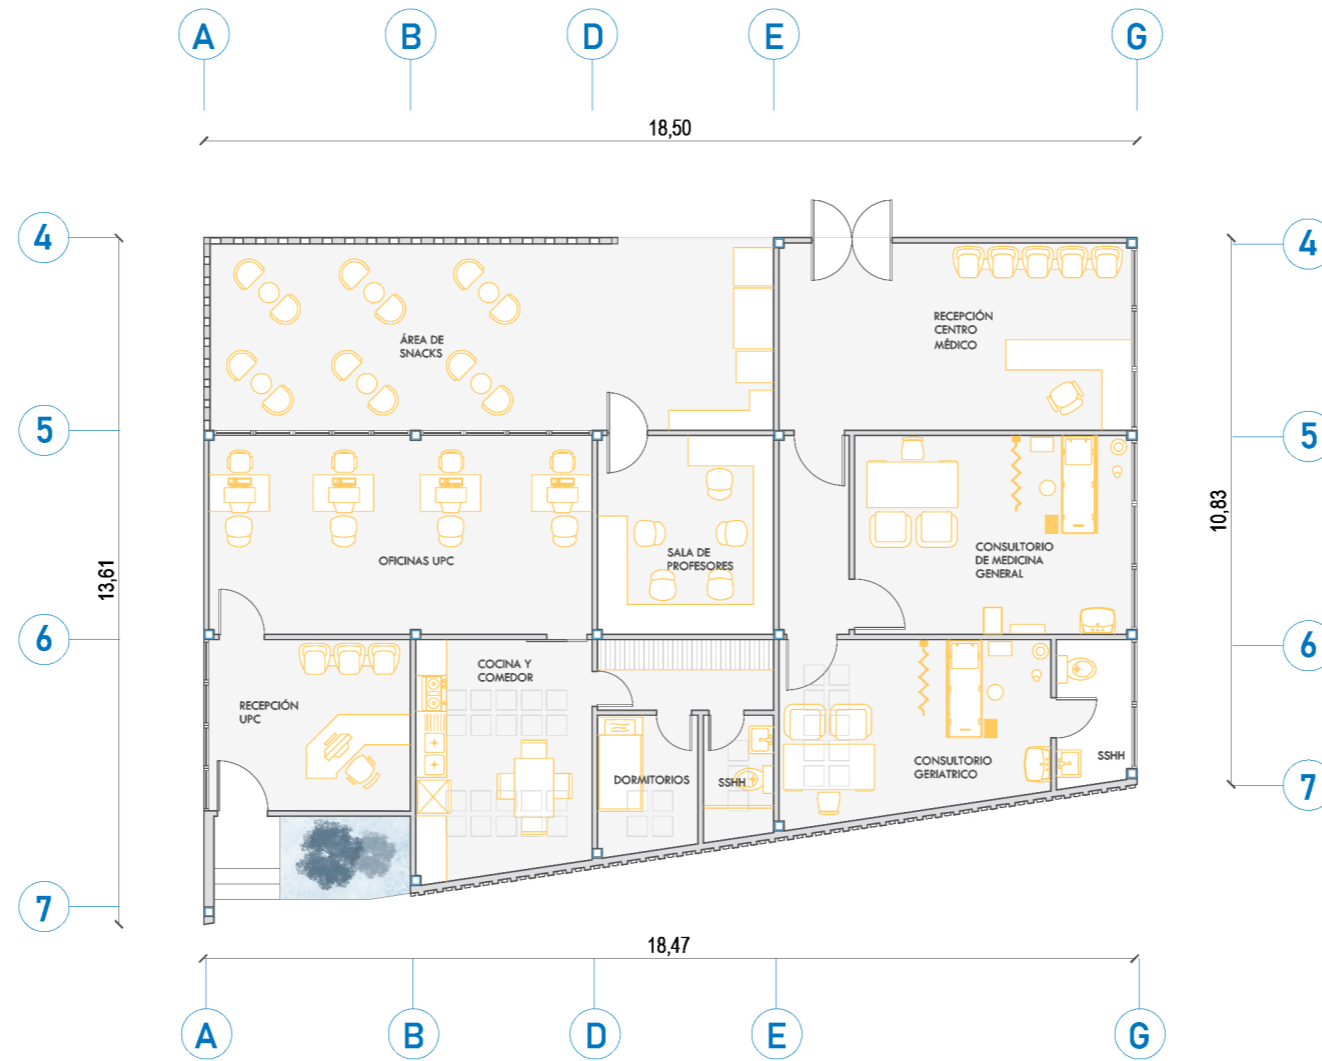 A B D E G
18,50
4 4
RECEPCIÓN
CENTRO
MÉDICO
ÁREA DE
SNACKS
5 5
10,83
CONSULTORIO
DE MEDICINA
GENERAL
SALA DE
PROFESORES
OFICINAS UPC
13,61
6 6
COCINA Y
COMEDOR
RECEPCIÓN
UPC
CONSULTORIO
GERIATRICO
SSHH
DORMITORIOS
SSHH
7 7
18,47
A B D E G